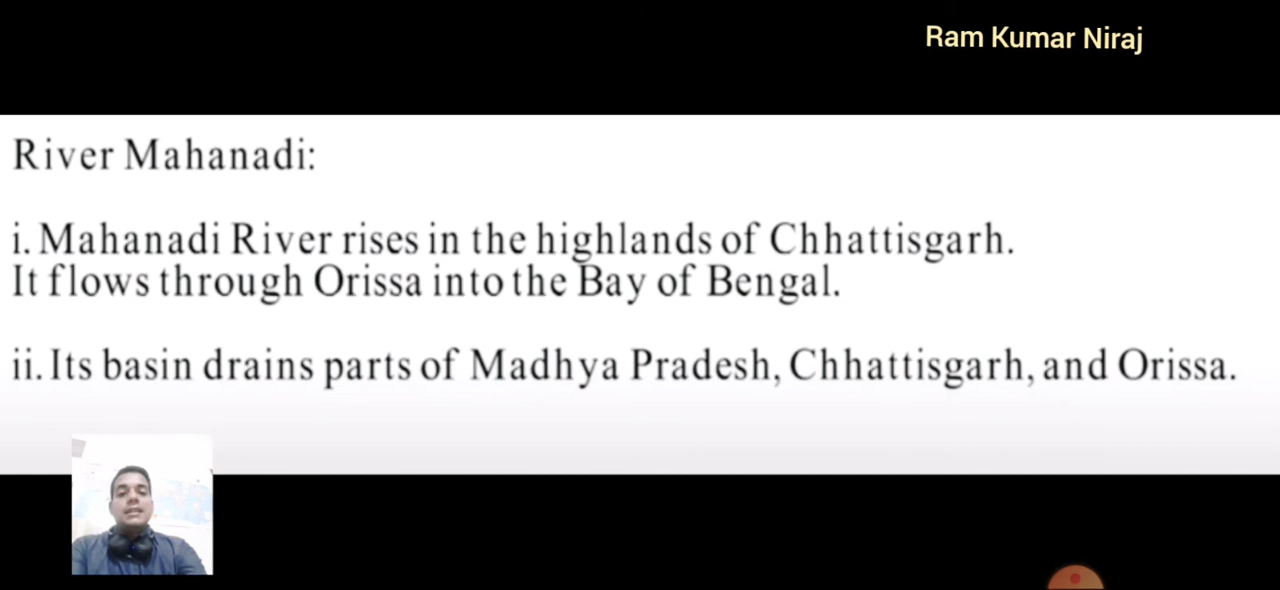 Ram Kumar Niraj
River Mahanadi:
i. Mahanadi River rises in the highlands of Chhattisgarh.
It flows through Orissa into the Bay of Bengal.
ii. Its basin drains parts of Madhya Pradesh, Chhattisgarh, and Orissa.